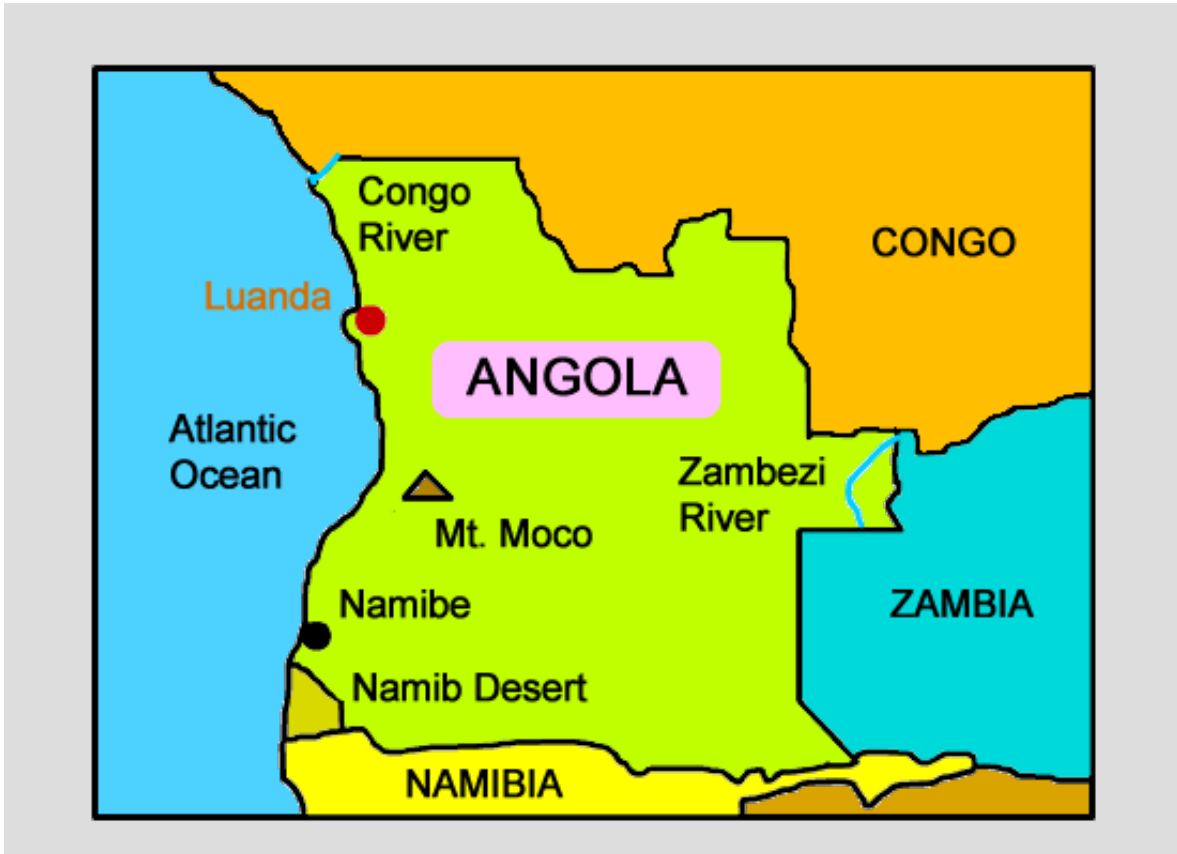 Congo
River
CONGO
Luanda
ANGOLA
Atlantic
Ocean
Zambezi
River
Mt. Moco
Namibe
ZAMBIA
Namib Desert
NAMIBIA